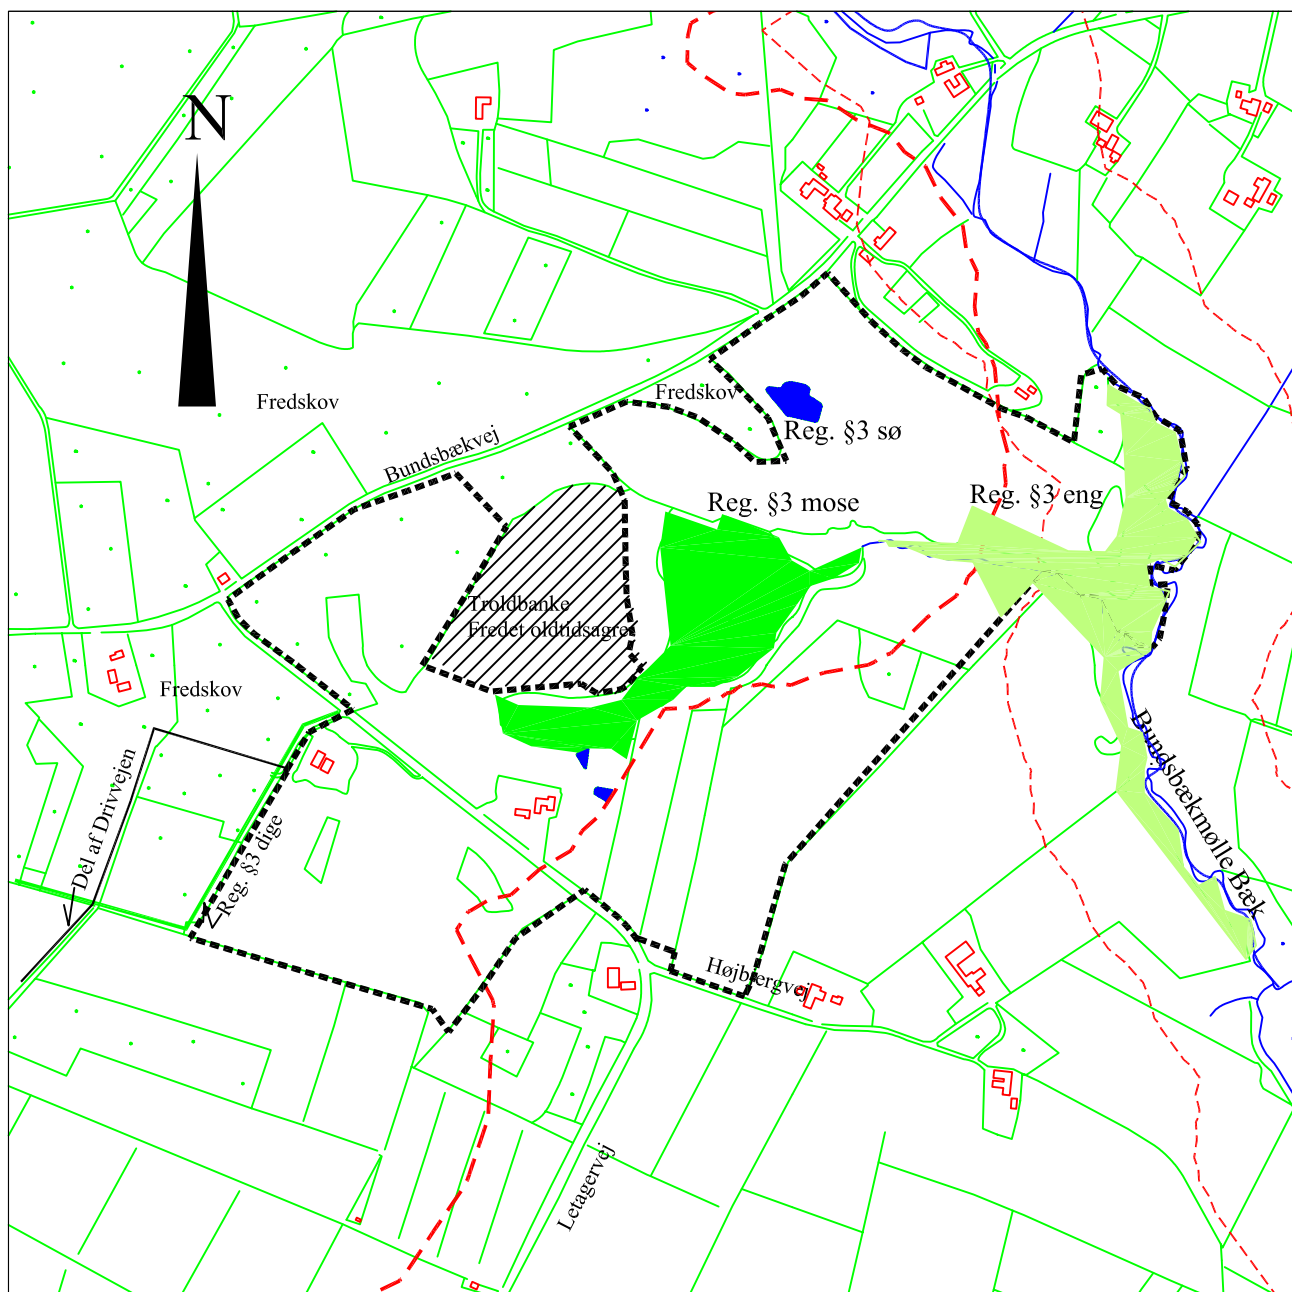 N
Fredskov
Fredskov
Bundsbækvej
Reg. §3 sø
Reg. §3 mose
Reg. §3 eng
Troldbanke
Fredet oldtidsagre
Fredskov
Del af Drivvejen
Reg. §3 dige
Bundsbækmølle Bæk
Højbjergvej
Letagervej